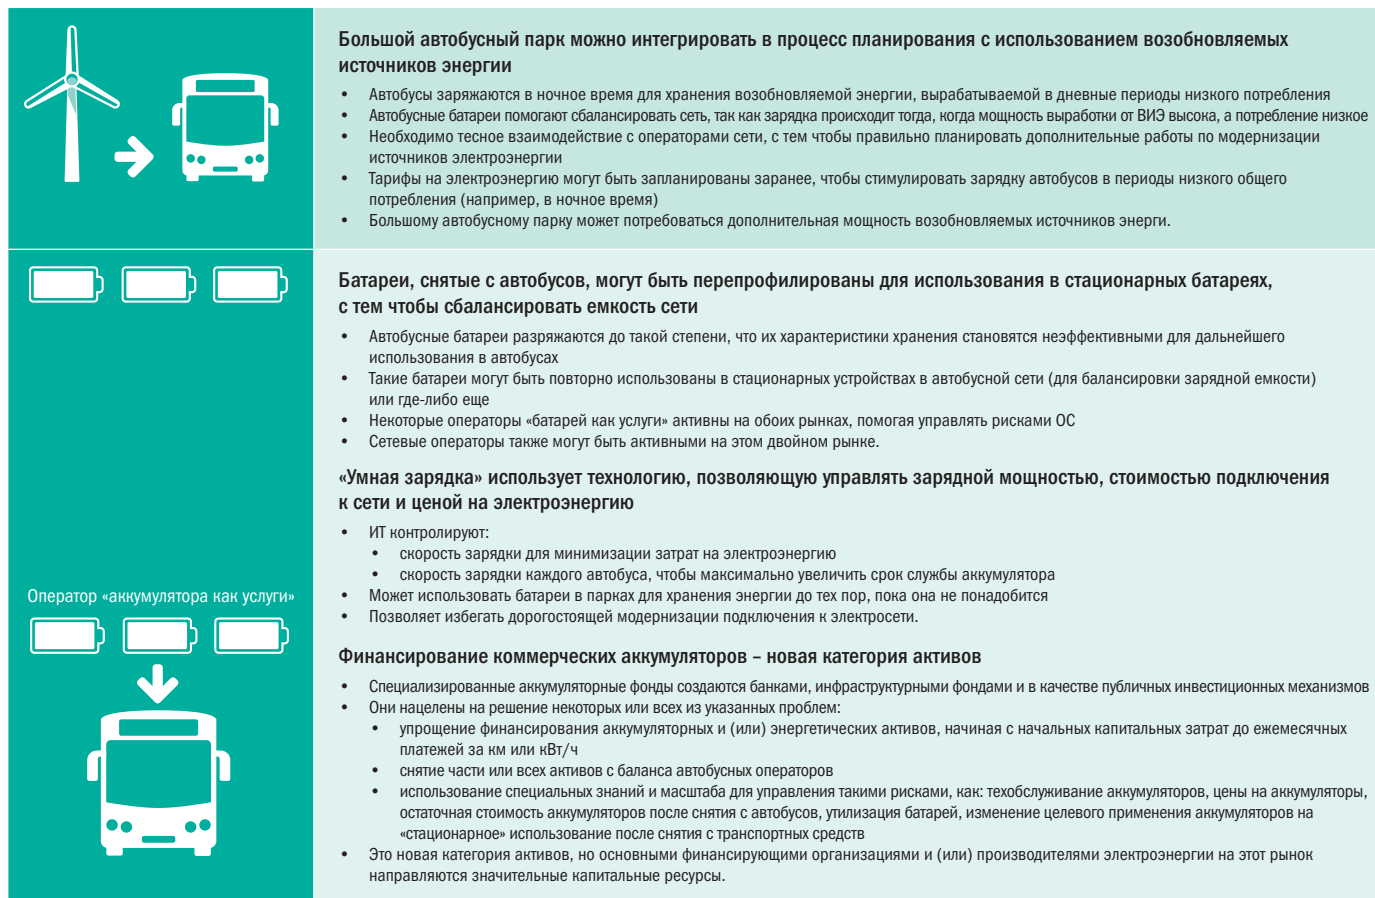 Большой автобусный парк можно интегрировать в процесс планирования с использованием возобновляемых
источников энергии
• Автобусы заряжаются в ночное время для хранения возобновляемой энергии, вырабатываемой в дневные периоды низкого потребления
• Автобусные батареи помогают сбалансировать сеть, так как зарядка происходит тогда, когда мощность выработки от ВИЭ высока, а потребление низкое
• Необходимо тесное взаимодействие с операторами сети, с тем чтобы правильно планировать дополнительные работы по модернизации
источников электроэнергии
• Тарифы на электроэнергию могут быть запланированы заранее, чтобы стимулировать зарядку автобусов в периоды низкого общего
потребления (например, в ночное время)
• Большому автобусному парку может потребоваться дополнительная мощность возобновляемых источников энерги.
Батареи, снятые с автобусов, могут быть перепрофилированы для использования в стационарных батареях,
с тем чтобы сбалансировать емкость сети
• Автобусные батареи разряжаются до такой степени, что их характеристики хранения становятся неэффективными для дальнейшего
использования в автобусах
• Такие батареи могут быть повторно использованы в стационарных устройствах в автобусной сети (для балансировки зарядной емкости)
или где-либо еще
• Некоторые операторы «батарей как услуги» активны на обоих рынках, помогая управлять рисками ОС
• Сетевые операторы также могут быть активными на этом двойном рынке.
«Умная зарядка» использует технологию, позволяющую управлять зарядной мощностью, стоимостью подключения
к сети и ценой на электроэнергию
• ИТ контролируют:
• скорость зарядки для минимизации затрат на электроэнергию
• скорость зарядки каждого автобуса, чтобы максимально увеличить срок службы аккумулятора
• Может использовать батареи в парках для хранения энергии до тех пор, пока она не понадобится
• Позволяет избегать дорогостоящей модернизации подключения к электросети.
Оператор «аккумулятора как услуги»
Финансирование коммерческих аккумуляторов – новая категория активов
• Специализированные аккумуляторные фонды создаются банками, инфраструктурными фондами и в качестве публичных инвестиционных механизмов
• Они нацелены на решение некоторых или всех из указанных проблем:
• упрощение финансирования аккумуляторных и (или) энергетических активов, начиная с начальных капитальных затрат до ежемесячных
платежей за км или кВт/ч
• снятие части или всех активов с баланса автобусных операторов
• использование специальных знаний и масштаба для управления такими рисками, как: техобслуживание аккумуляторов, цены на аккумуляторы,
остаточная стоимость аккумуляторов после снятия с автобусов, утилизация батарей, изменение целевого применения аккумуляторов на
«стационарное» использование после снятия с транспортных средств
• Это новая категория активов, но основными финансирующими организациями и (или) производителями электроэнергии на этот рынок
направляются значительные капитальные ресурсы.